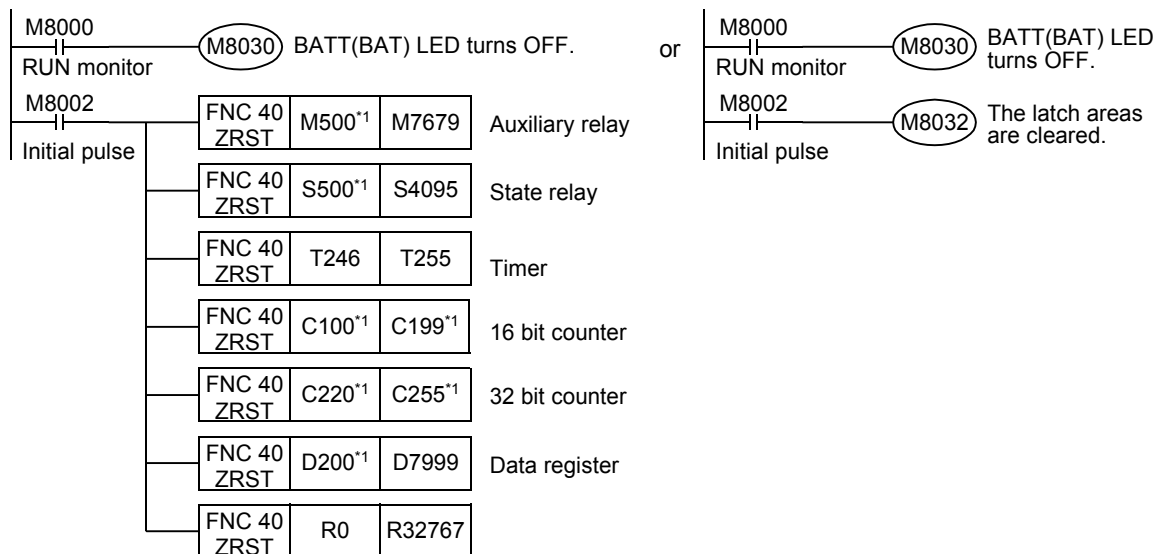 M8000
M8030 BATT(BAT) LED turns OFF.
RUN monitor
M8002
Initial pulse
FNC 40 ZRST M500*1 M7679 Auxiliary relay
FNC 40 ZRST S500*1 S4095 State relay
FNC 40 ZRST T246 T255 Timer
FNC 40 ZRST C100*1 C199*1 16 bit counter
FNC 40 ZRST C220*1 C255*1 32 bit counter
FNC 40 ZRST D200*1 D7999 Data register
FNC 40 ZRST R0 R32767
or
M8000
M8030 BATT(BAT) LED
turns OFF.
RUN monitor
M8002
M8032 The latch areas
are cleared.
Initial pulse